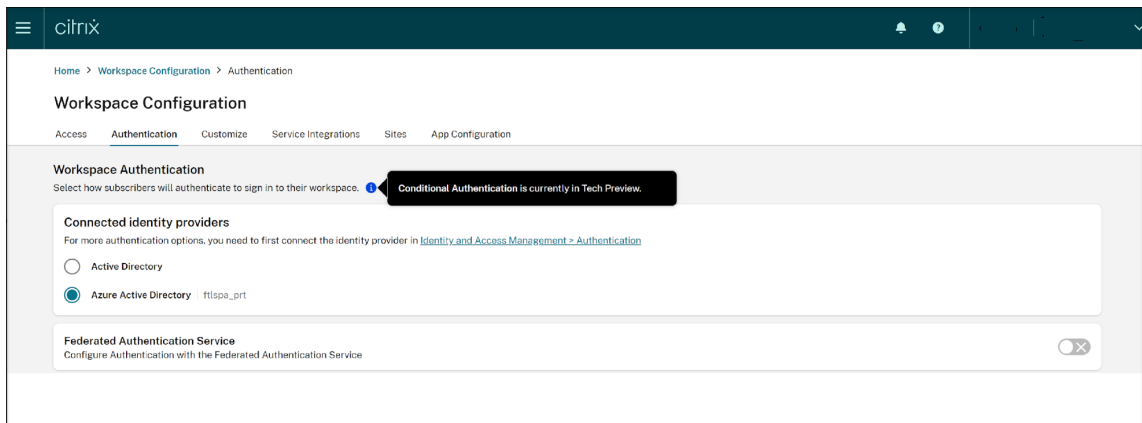 citrix
Home > Workspace Configuration > Authentication
Workspace Configuration
Access Authentication Customize Service Integrations Sites App Configuration
Workspace Authentication
Select how subscribers will authenticate to sign in to their workspace.
Conditional Authentication is currently in Tech Preview.
Connected identity providers
For more authentication options, you need to first connect the identity provider in Identity and Access Management > Authentication
Active Directory
Azure Active Directory | ftlspa_prt
Federated Authentication Service
Configure Authentication with the Federated Authentication Service